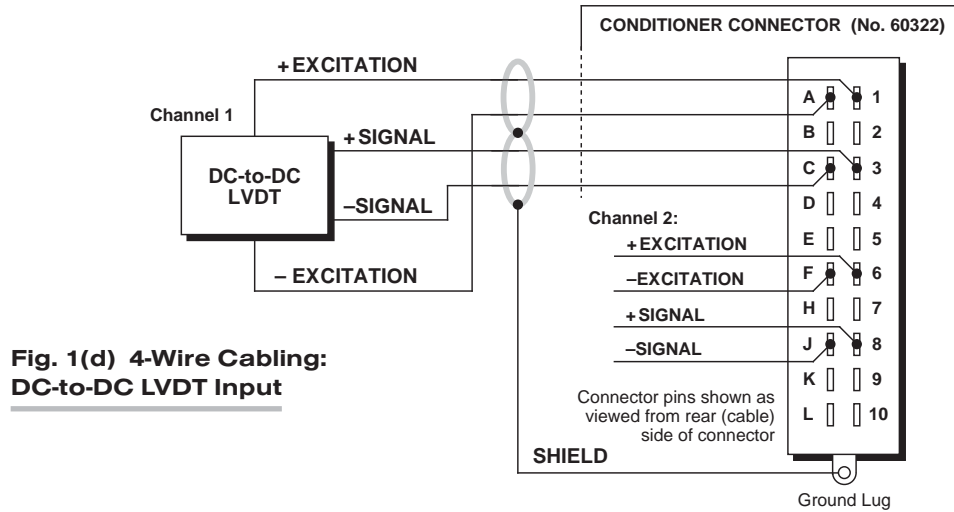 CONDITIONER CONNECTOR (No. 60322)
+ EXCITATION
Channel 1
DC-to-DC
LVDT
+ SIGNAL
–SIGNAL
– EXCITATION
A 1
B 2
C 3
D 4
E 5
F 6
H 7
J 8
K 9
L 10
Channel 2:
+ EXCITATION
–EXCITATION
+ SIGNAL
–SIGNAL
Fig. 1(d) 4-Wire Cabling:
DC-to-DC LVDT Input
Connector pins shown as
viewed from rear (cable)
side of connector
SHIELD
Ground Lug